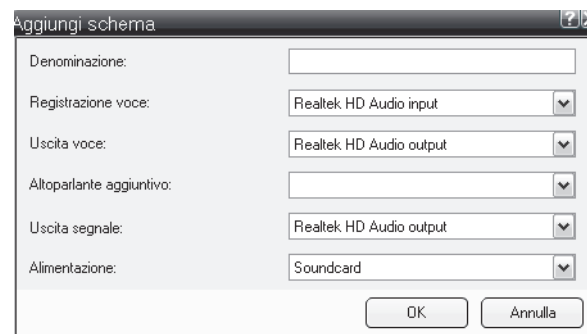 Aggiungi schema
Denominazione:
Registrazione voce: Realtek HD Audio input
Uscita voce: Realtek HD Audio output
Altoparlante aggiuntivo:
Uscita segnale: Realtek HD Audio output
Alimentazione: Soundcard
OK Annulla